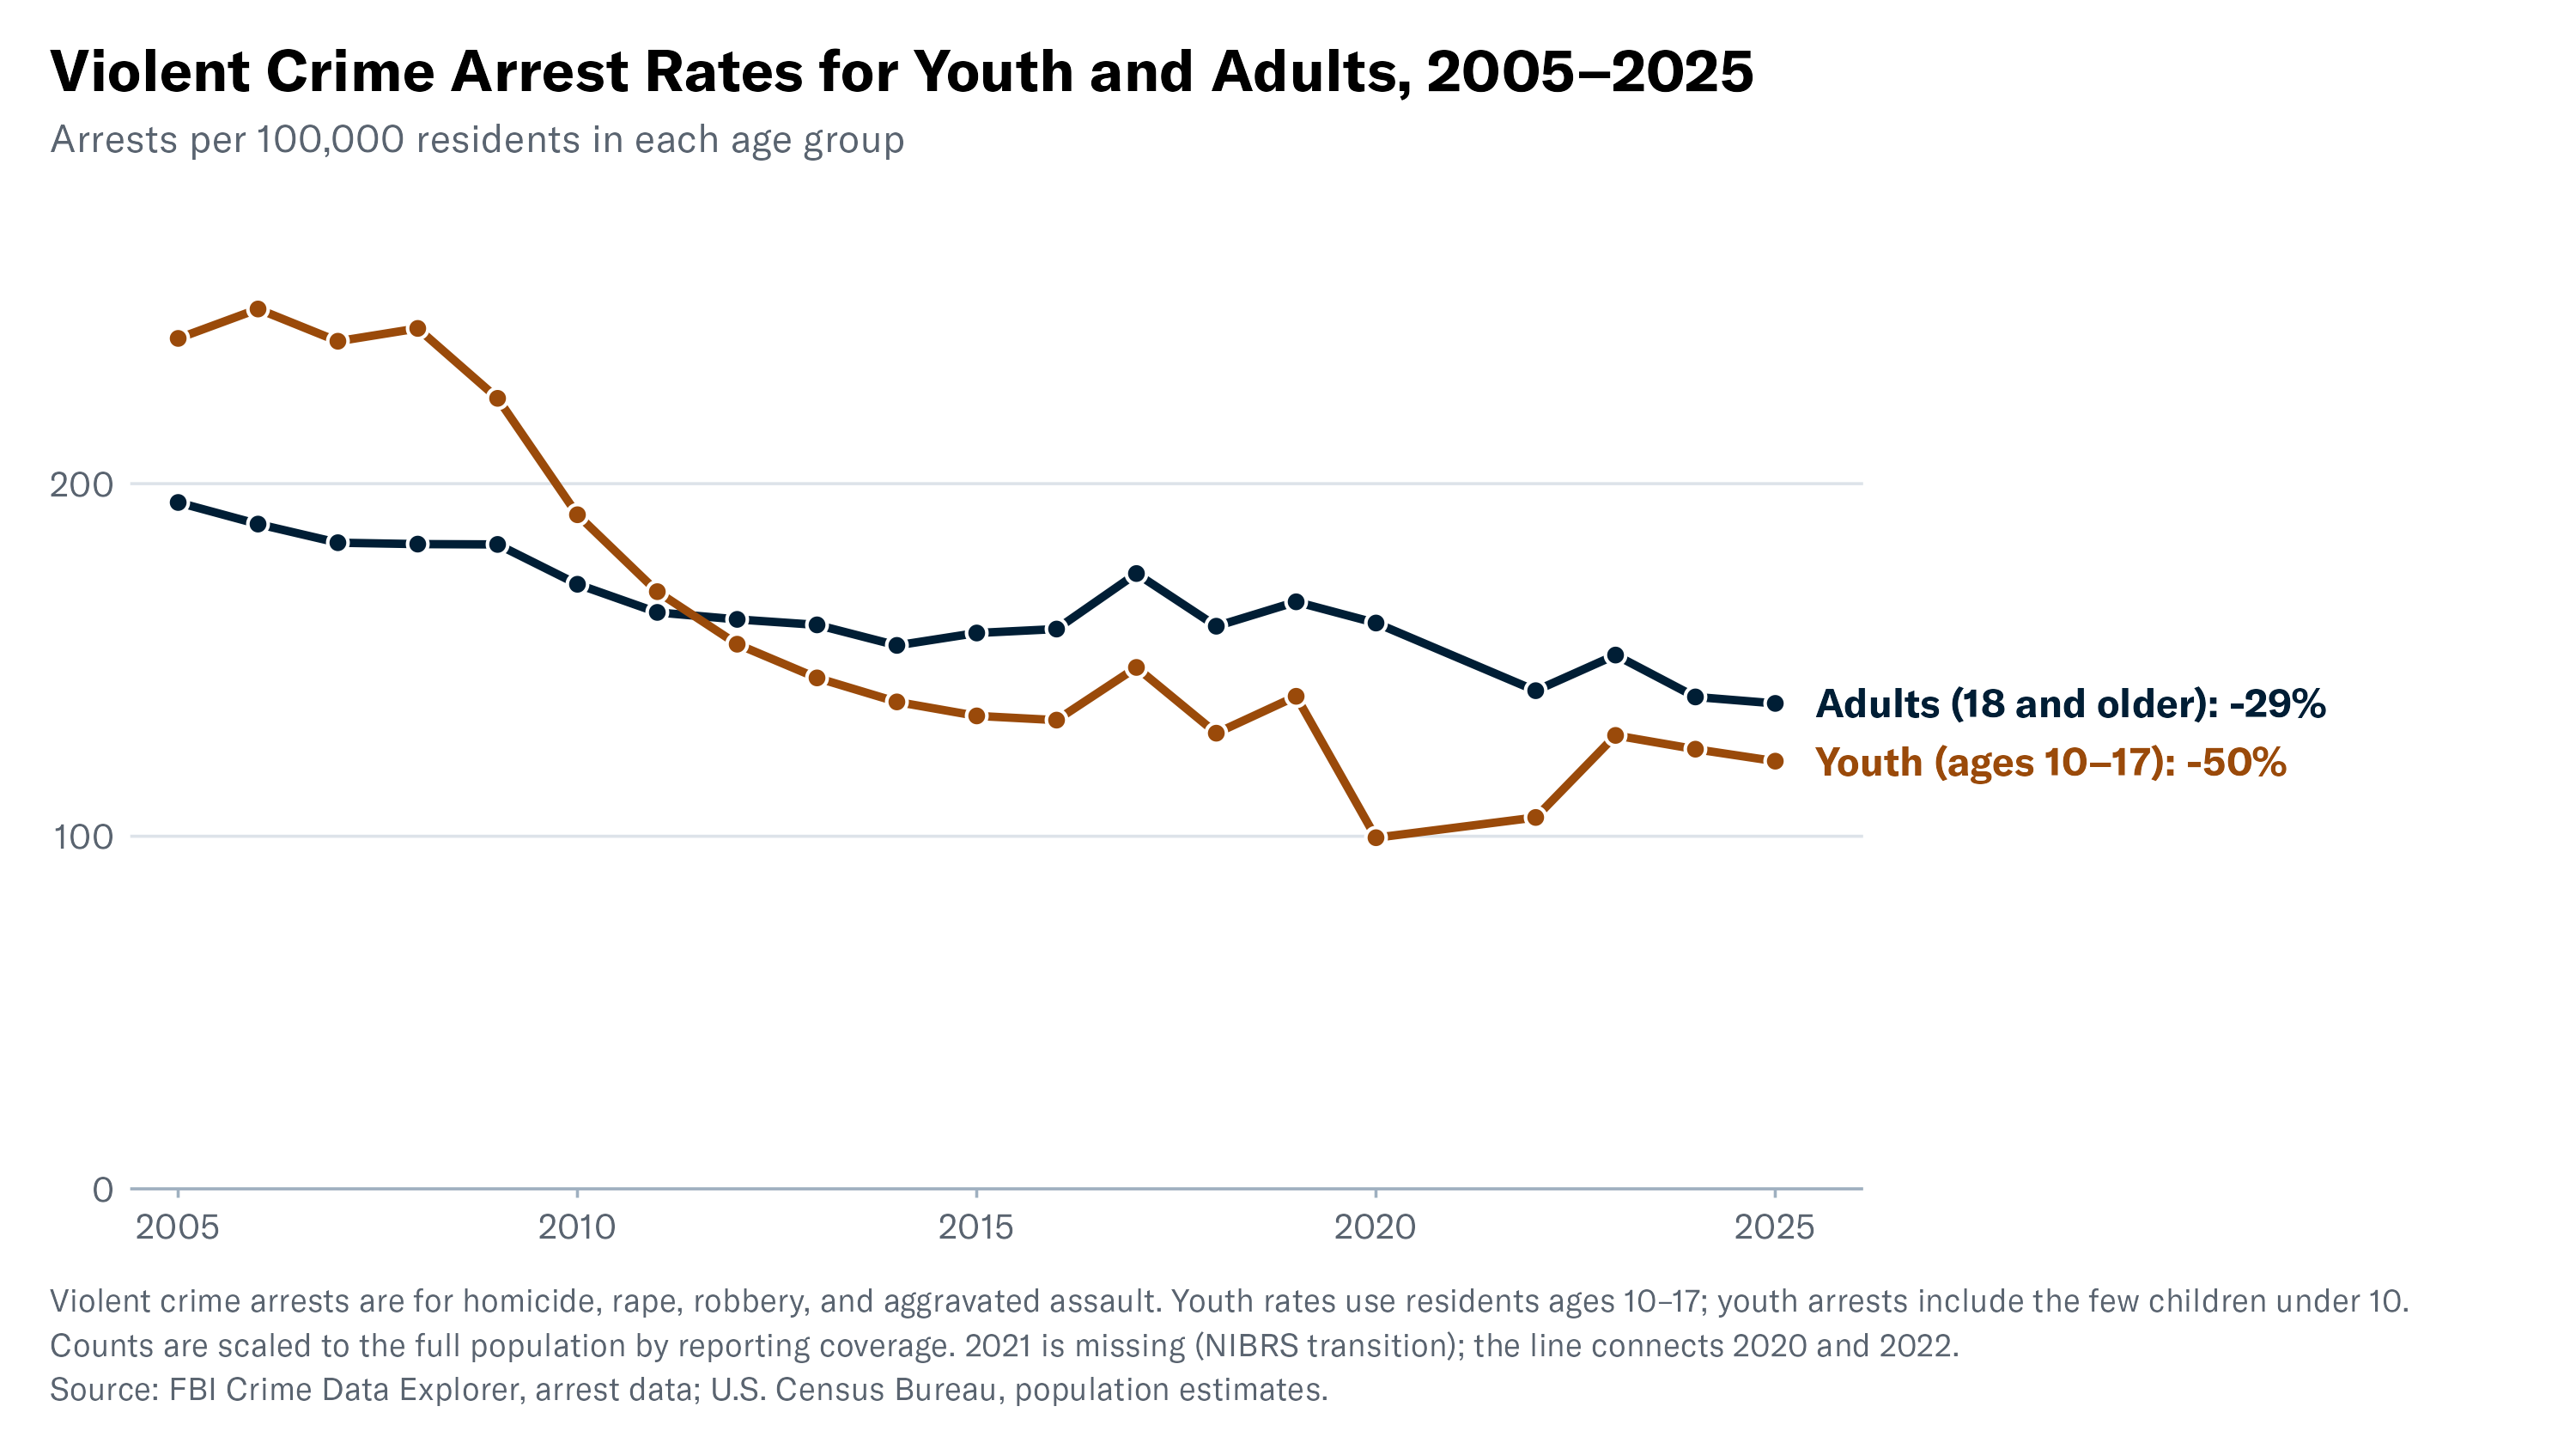 Violent Crime Arrest Rates for Youth and Adults, 2005–2025
Arrests per 100,000 residents in each age group
200
100
0
Adults (18 and older): -29%
Youth (ages 10–17): -50%
2005 2010 2015 2020 2025
Violent crime arrests are for homicide, rape, robbery, and aggravated assault. Youth rates use residents ages 10–17; youth arrests include the few children under 10.
Counts are scaled to the full population by reporting coverage. 2021 is missing (NIBRS transition); the line connects 2020 and 2022.
Source: FBI Crime Data Explorer, arrest data; U.S. Census Bureau, population estimates.